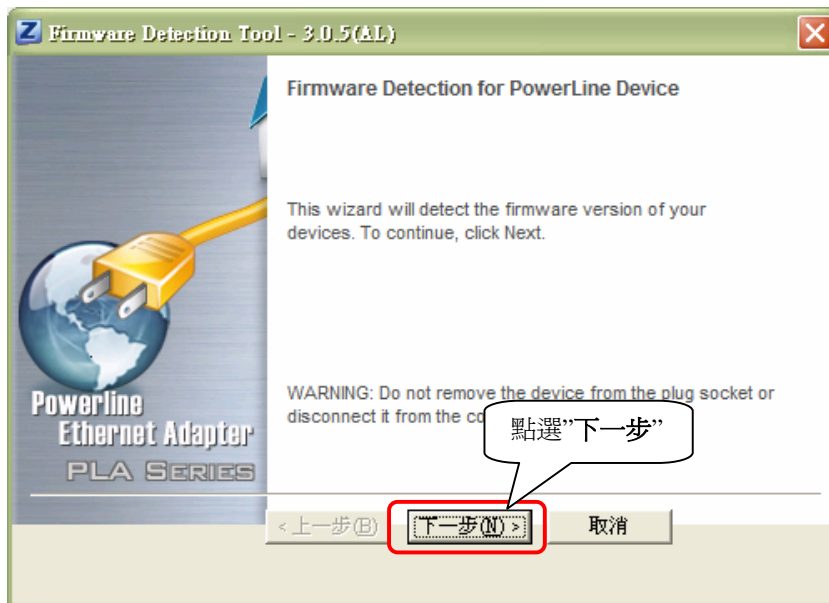 Firmware Detection Tool - 3.0.5(AL)
Firmware Detection for PowerLine Device
This wizard will detect the firmware version of your
devices. To continue, click Next.
WARNING: Do not remove the device from the plug socket or
disconnect it from the co
點選”下一步”
Powerline
Ethernet Adapter
PLA SERIES
<上一步(B)
下一步(N) >
取消